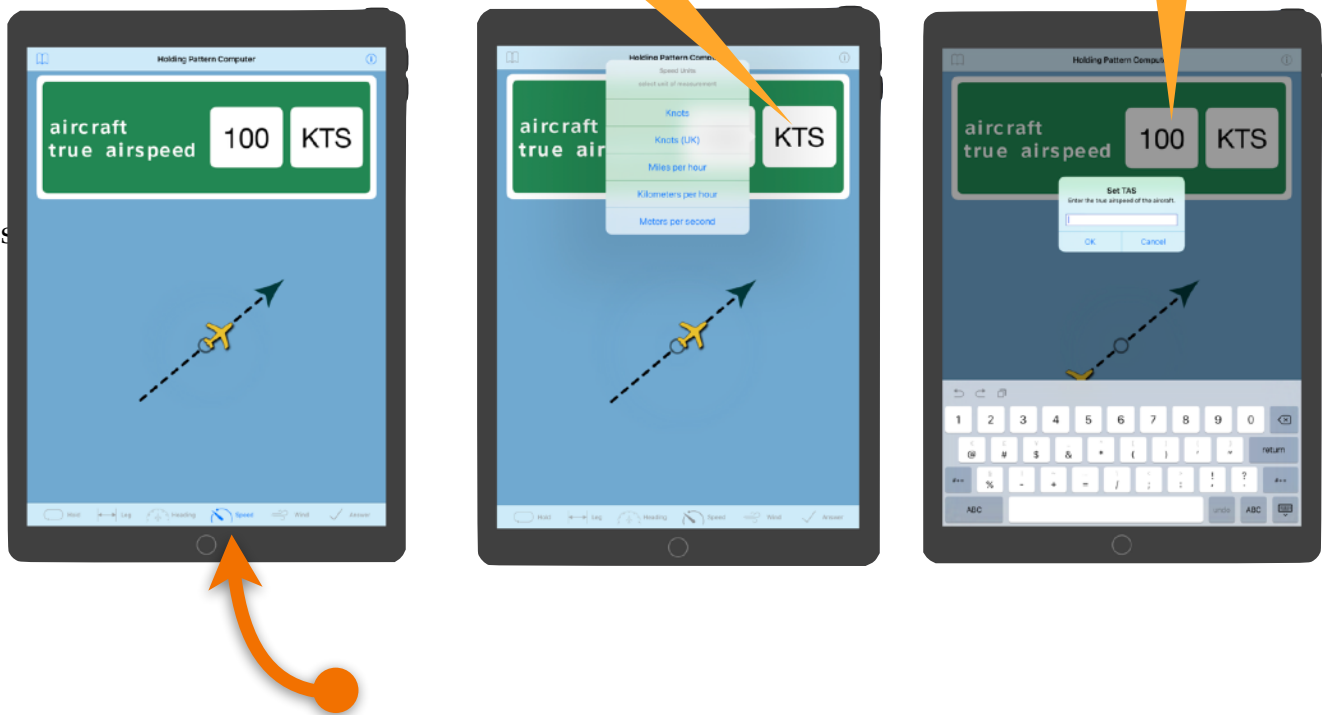 Holding Pattern Computer
aircraft
true airspeed
100
KTS
Hold
Leg
Heading
Speed
Wind
Answer
s
Holding Pattern Compu
Speed Units
select unit of measurement
Knots
Knots (UK)
Miles per hour
Kilometers per hour
Meters per second
aircraft
true air
KTS
Hold
Leg
Heading
Speed
Wind
Answer
Holding Pattern Compute
aircraft
true airspeed
100
KTS
Set TAS
Enter the true airspeed of the aircraft.
OK
Cancel
1 2 3 4 5 6 7 8 9 0
@ # $ & * ( ) ' "
return
#+= % - + = / ; : ! ? #+=
ABC
undo
ABC